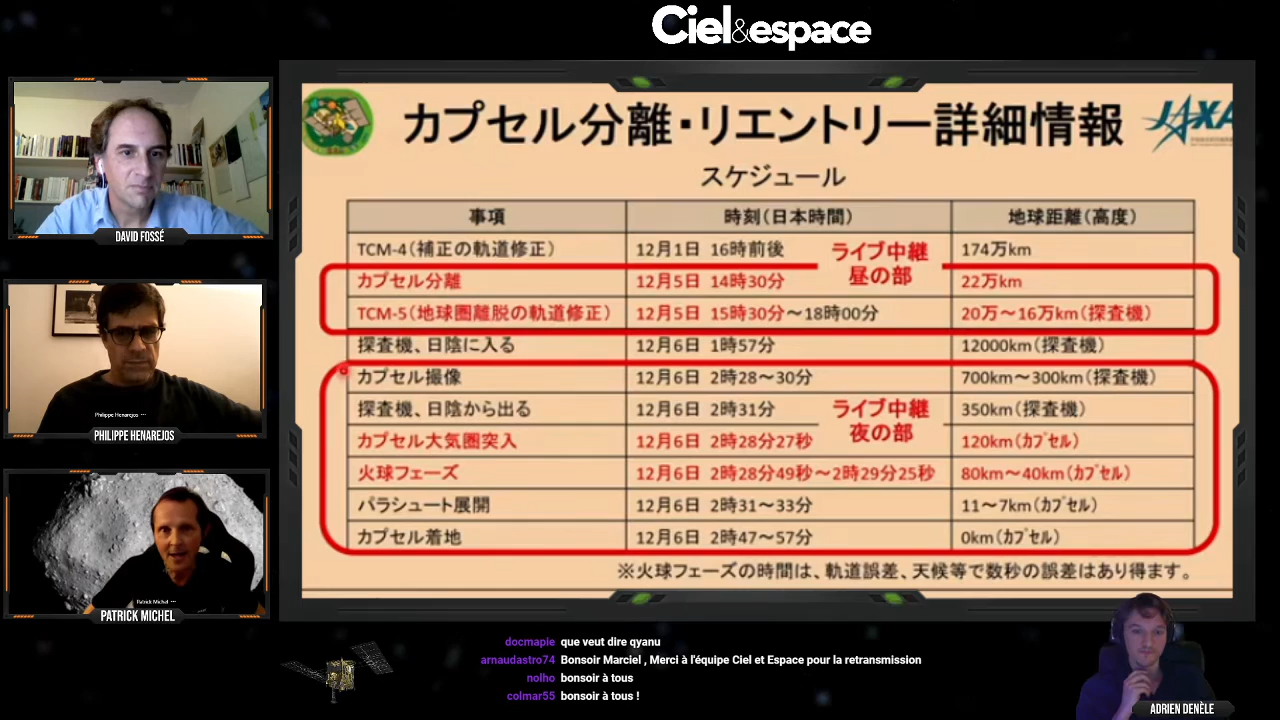 Ciel&espace
カプセル分離・リエントリー詳細情報
JAXA
スケジュール
事項 時刻(日本時間) 地球距離(高度)
TCM-4(補正の軌道修正) 12月1日 16時前後 174万km
ライブ中継
昼の部
カプセル分離 12月5日 14時30分 22万km
TCM-5(地球圏離脱の軌道修正) 12月5日 15時30分～18時00分 20万～16万km(探査機)
探査機、日陰に入る 12月6日 1時57分 12000km(探査機)
カプセル撮像 12月6日 2時28～30分 700km～300km(探査機)
探査機、日陰から出る 12月6日 2時31分 350km(探査機)
ライブ中継
夜の部
カプセル大気圏突入 12月6日 2時28分27秒 120km(ｶﾌﾟｾﾙ)
火球フェーズ 12月6日 2時28分49秒～2時29分25秒 80km～40km(ｶﾌﾟｾﾙ)
パラシュート展開 12月6日 2時31～33分 11～7km(ｶﾌﾟｾﾙ)
カプセル着地 12月6日 2時47～57分 0km(ｶﾌﾟｾﾙ)
※火球フェーズの時間は、軌道誤差、天候等で数秒の誤差はあり得ます。
DAVID FOSSÉ
Philippe Henarejos
PHILIPPE HENAREJOS
Patrick Michel
PATRICK MICHEL
docmapie que veut dire qyanu
arnaudastro74 Bonsoir Marciel , Merci à l'équipe Ciel et Espace pour la retransmission
nolho bonsoir à tous
colmar55 bonsoir à tous !
ADRIEN DENÈLE